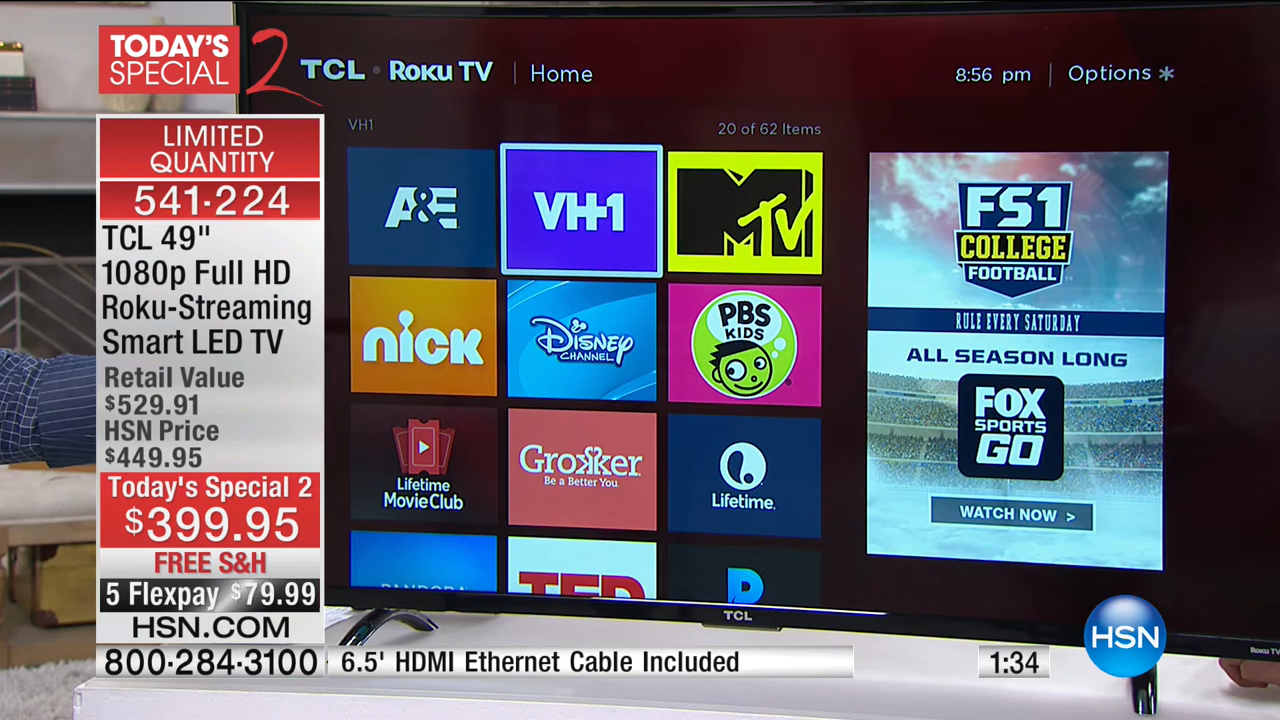 TODAY'S
SPECIAL 2
LIMITED
QUANTITY
541·224
TCL 49"
1080p Full HD
Roku-Streaming
Smart LED TV
Retail Value
$529.91
HSN Price
$449.95
Today's Special 2
$399.95
FREE S&H
5 Flexpay $79.99
HSN.COM
800·284·3100
6.5' HDMI Ethernet Cable Included
1:34
HSN
TCL • Roku TV | Home
8:56 pm | Options *
VH1
20 of 62 Items
A&E
VH1
MTV
nick
Disney
CHANNEL
PBS
KIDS
Lifetime
Movie Club
Grokker
Be a Better You
Lifetime
PANDORA
TED
FS1
COLLEGE
FOOTBALL
RULE EVERY SATURDAY
ALL SEASON LONG
FOX
SPORTS
GO
WATCH NOW >
TCL
Roku TV